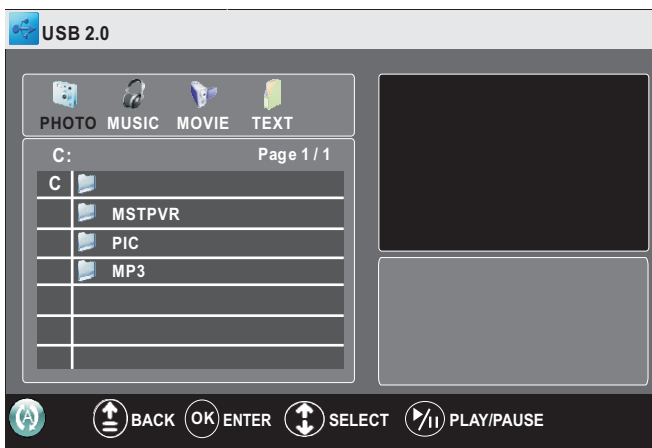 USB 2.0
PHOTO MUSIC MOVIE TEXT
C: Page 1 / 1
C
MSTPVR
PIC
MP3
A BACK OK ENTER SELECT PLAY/PAUSE